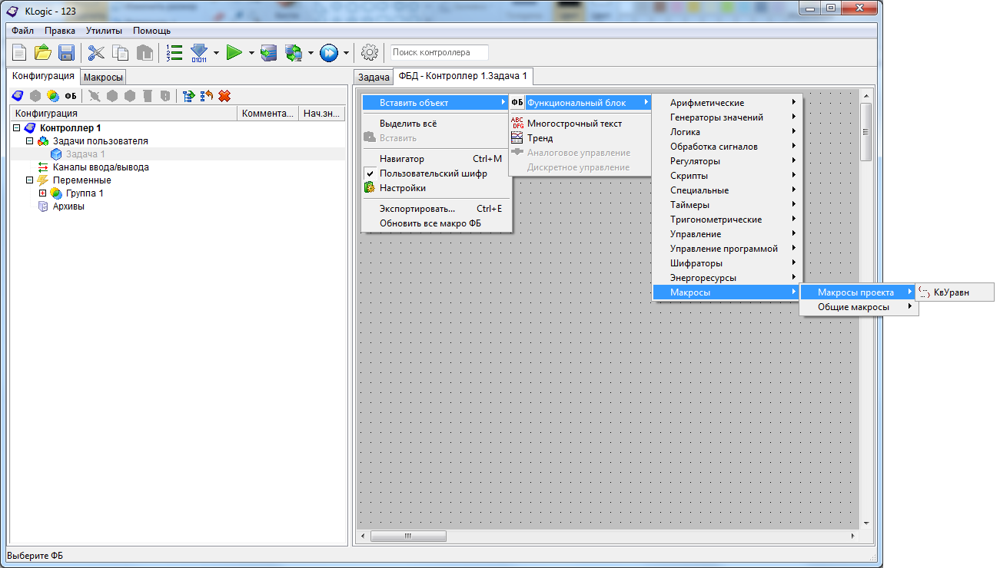 KLogic - 123
Файл Правка Утилиты Помощь
1 2 3
01011
Поиск контроллера
Конфигурация Макросы
Задача ФБД - Контроллер 1.Задача 1
ФБ
Конфигурация Коммента... Нач.зн...
Контроллер 1
Задачи пользователя
Задача 1
Каналы ввода/вывода
Переменные
Группа 1
Архивы
Вставить объект
Выделить всё
Вставить
Навигатор Ctrl+M
Пользовательский шифр
Настройки
Экспортировать... Ctrl+E
Обновить все макро ФБ
ФБ Функциональный блок
ABC DFG Многострочный текст
Тренд
Аналоговое управление
Дискретное управление
Арифметические
Генераторы значений
Логика
Обработка сигналов
Регуляторы
Скрипты
Специальные
Таймеры
Тригонометрические
Управление
Управление программой
Шифраторы
Энергоресурсы
Макросы
Макросы проекта
Общие макросы
КвУравн
Выберите ФБ